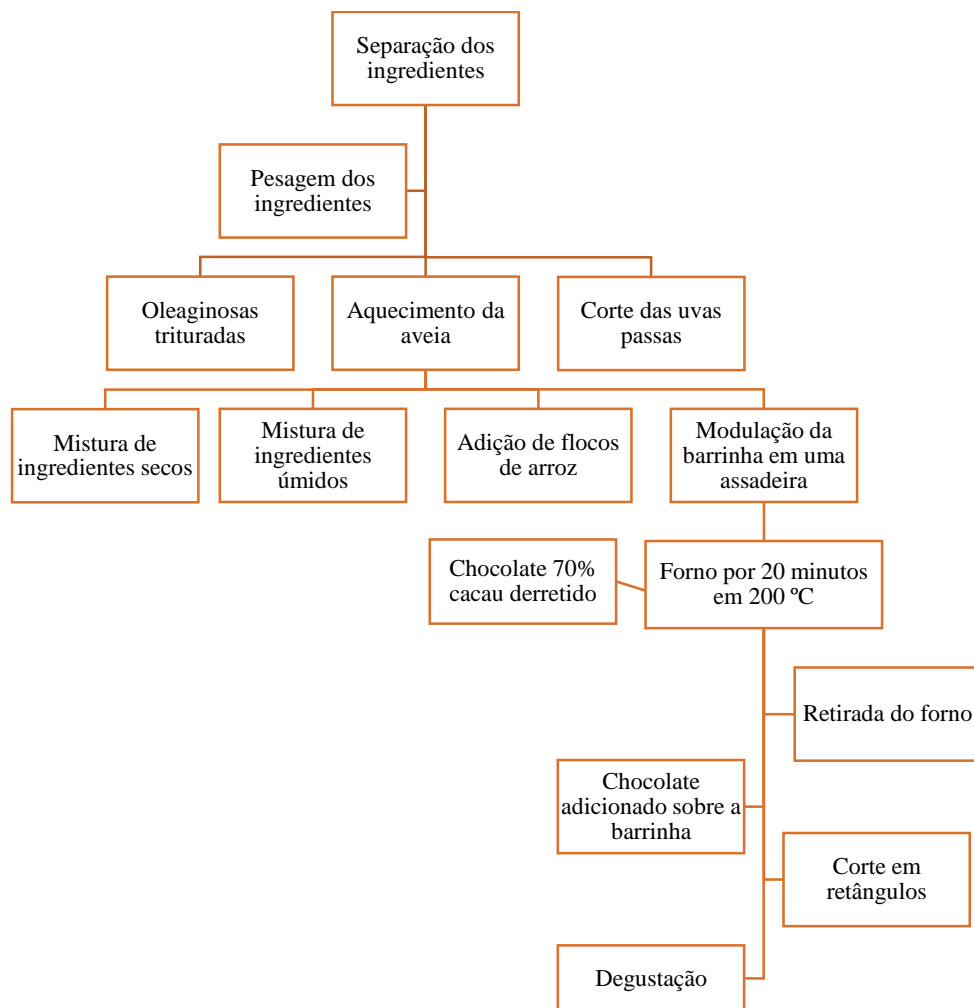 Separação dos
ingredientes
Pesagem dos
ingredientes
Oleaginosas
trituradas
Aquecimento da
aveia
Corte das uvas
passas
Mistura de
ingredientes secos
Mistura de
ingredientes
úmidos
Adição de flocos
de arroz
Modulação da
barrinha em uma
assadeira
Chocolate 70%
cacau derretido
Forno por 20 minutos
em 200 ºC
Retirada do forno
Chocolate
adicionado sobre a
barrinha
Corte em
retângulos
Degustação